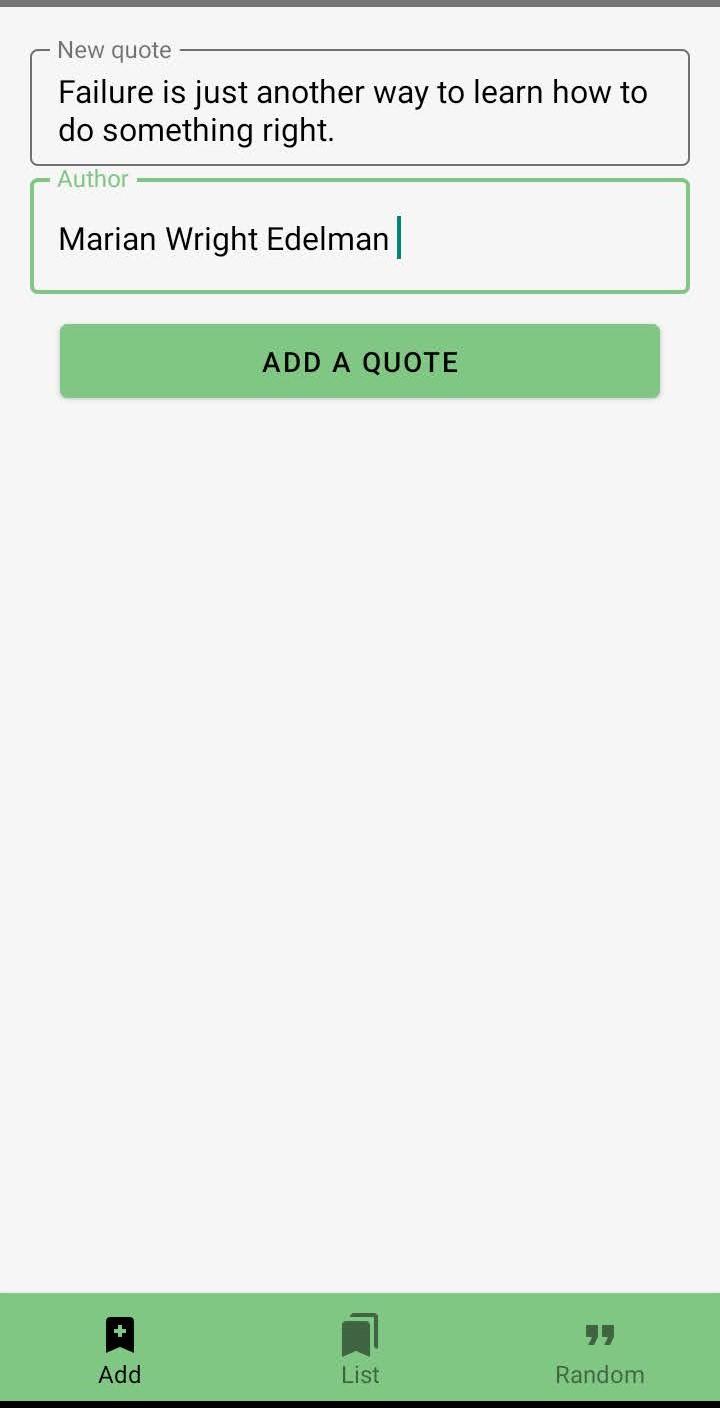 New quote
Failure is just another way to learn how to
do something right.
Author
Marian Wright Edelman
ADD A QUOTE
Add
List
Random